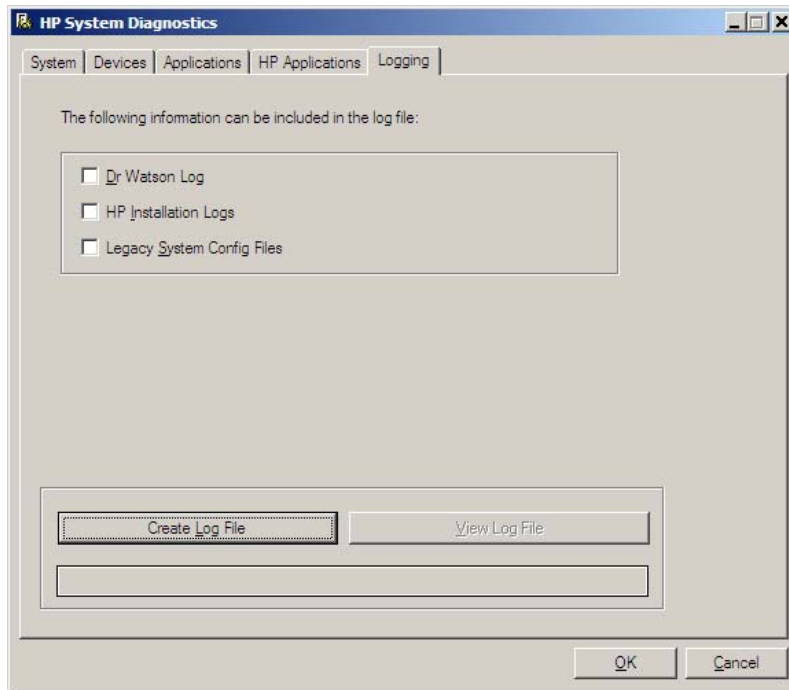 HP System Diagnostics
System Devices Applications HP Applications Logging
The following information can be included in the log file:
Dr Watson Log
HP Installation Logs
Legacy System Config Files
Create Log File View Log File
OK Cancel